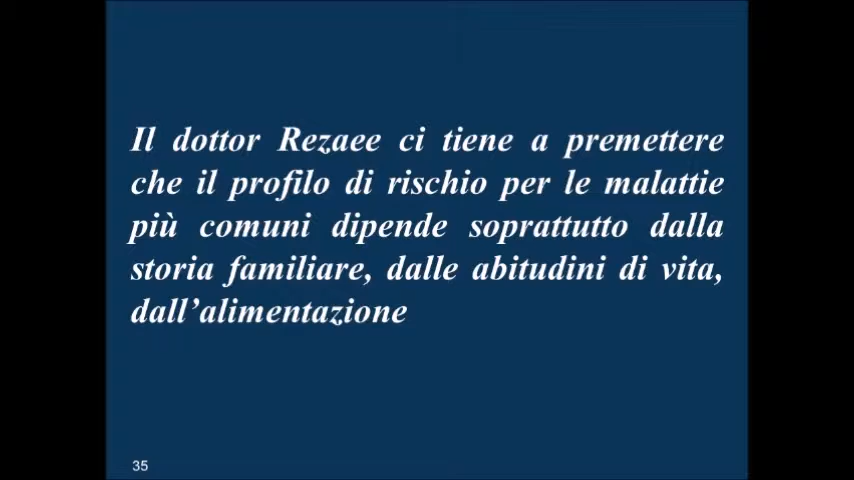 Il dottor Rezaee ci tiene a premettere
che il profilo di rischio per le malattie
più comuni dipende soprattutto dalla
storia familiare, dalle abitudini di vita,
dall’alimentazione
35